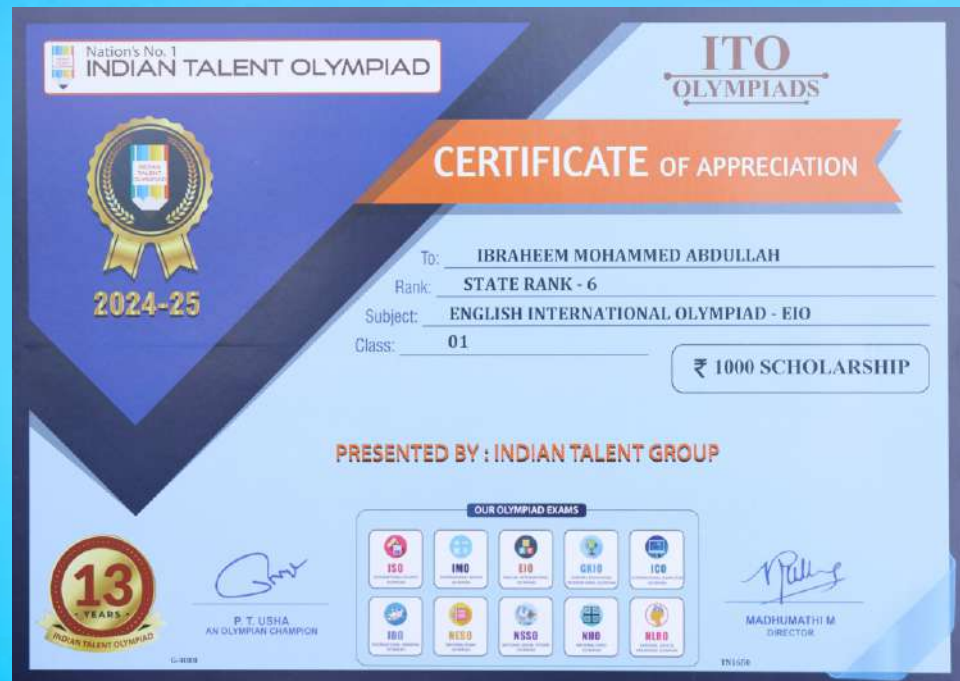 Nation's No. 1
INDIAN TALENT OLYMPIAD
ITO
OLYMPIADS
CERTIFICATE OF APPRECIATION
2024-25
To: IBRAHEEM MOHAMMED ABDULLAH
Rank: STATE RANK - 6
Subject: ENGLISH INTERNATIONAL OLYMPIAD - EIO
Class: 01
₹ 1000 SCHOLARSHIP
PRESENTED BY : INDIAN TALENT GROUP
OUR OLYMPIAD EXAMS
ISO IMO EIO GKIO ICO
NESO NSSO NLRO
13
YEARS
INDIAN TALENT OLYMPIAD
P. T. USHA
AN OLYMPIAN CHAMPION
MADHUMATHI M
DIRECTOR
TN1650